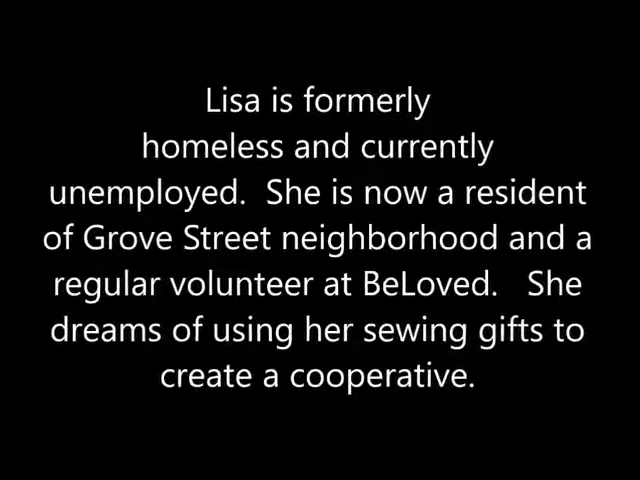 Lisa is formerly
homeless and currently
unemployed.  She is now a resident
of Grove Street neighborhood and a
regular volunteer at BeLoved.   She
dreams of using her sewing gifts to
create a cooperative.